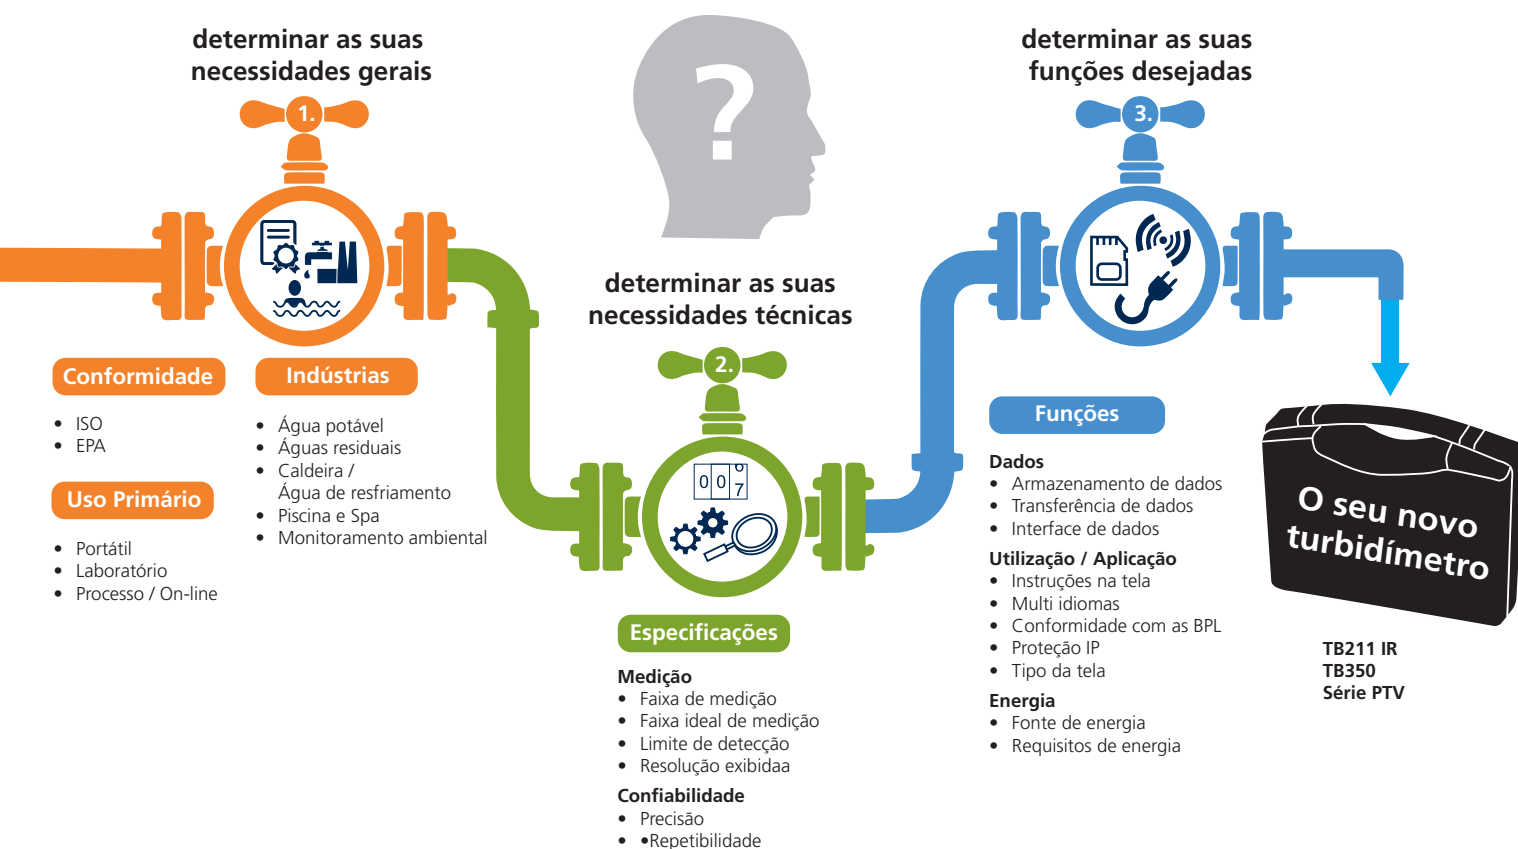 determinar as suas
necessidades gerais
1.
Conformidade
• ISO
• EPA
Uso Primário
• Portátil
• Laboratório
• Processo / On-line
Indústrias
• Água potável
• Águas residuais
• Caldeira /
Água de resfriamento
• Piscina e Spa
• Monitoramento ambiental
?
determinar as suas
necessidades técnicas
2.
0 0 6
7
Especificações
Medição
• Faixa de medição
• Faixa ideal de medição
• Limite de detecção
• Resolução exibidaa
Confiabilidade
• Precisão
• •Repetibilidade
determinar as suas
funções desejadas
3.
Funções
Dados
• Armazenamento de dados
• Transferência de dados
• Interface de dados
Utilização / Aplicação
• Instruções na tela
• Multi idiomas
• Conformidade com as BPL
• Proteção IP
• Tipo da tela
Energia
• Fonte de energia
• Requisitos de energia
O seu novo
turbidímetro
TB211 IR
TB350
Série PTV